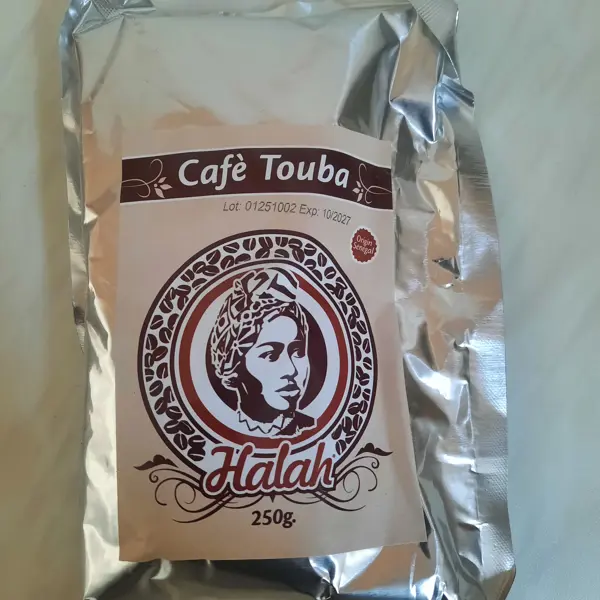 Cafè Touba
Lot: 01251002 Exp: 10/2027
Origin
Senegal
Halah
250g.